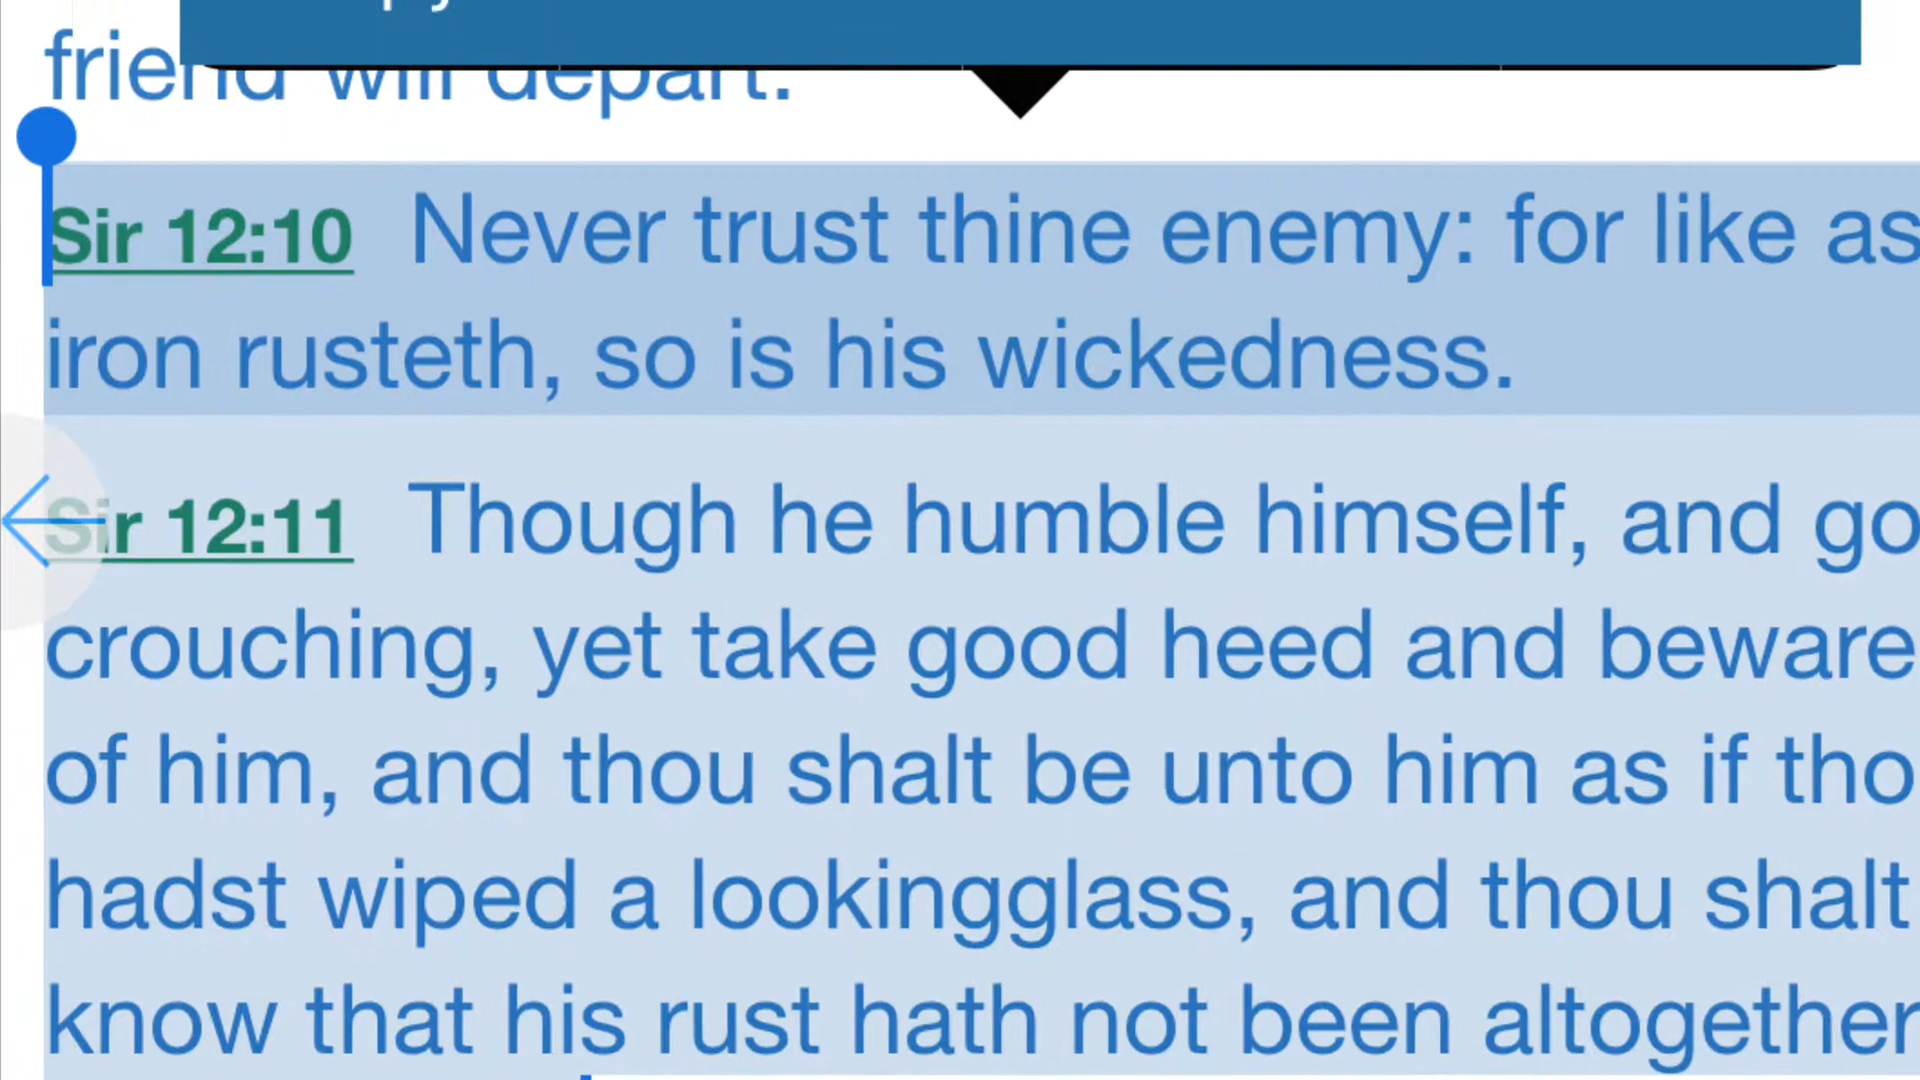 friend will depart.
Sir 12:10 Never trust thine enemy: for like as
iron rusteth, so is his wickedness.
Sir 12:11 Though he humble himself, and go
crouching, yet take good heed and beware
of him, and thou shalt be unto him as if tho
hadst wiped a lookingglass, and thou shalt
know that his rust hath not been altogether